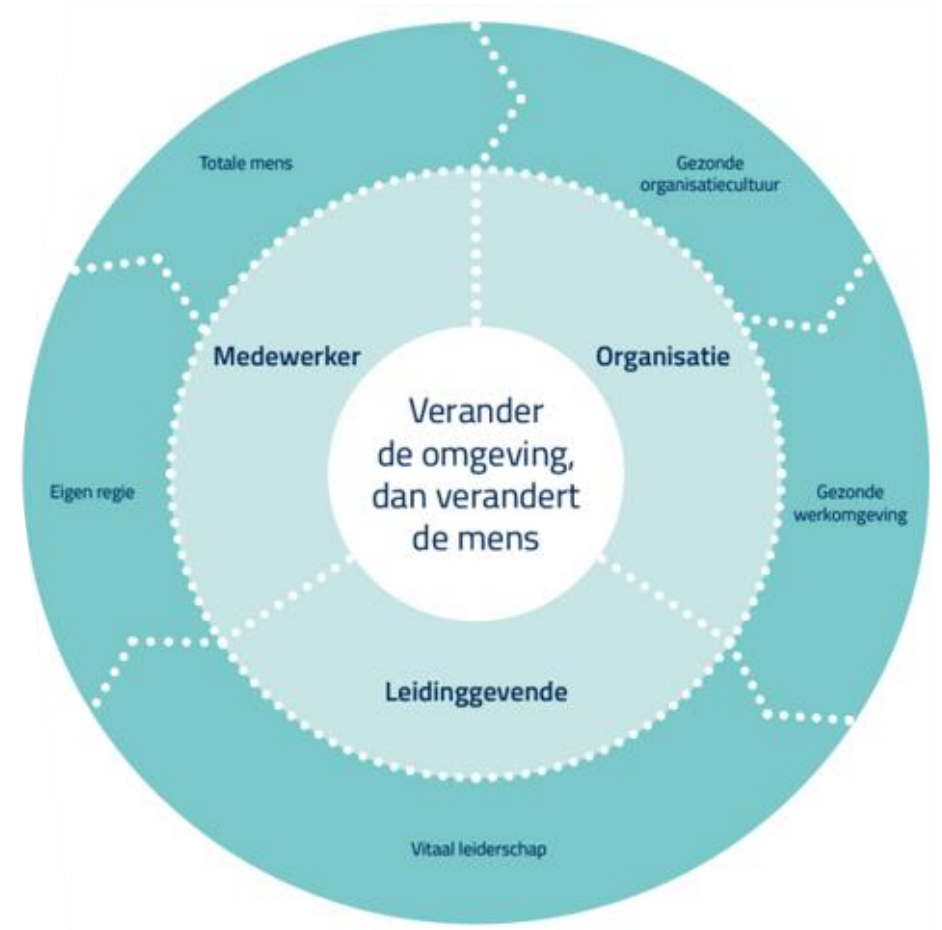 Totale mens
Gezonde
organisatiecultuur
Medewerker
Organisatie
Verander
de omgeving,
dan verandert
de mens
Eigen regie
Gezonde
werkomgeving
Leidinggevende
Vitaal leiderschap